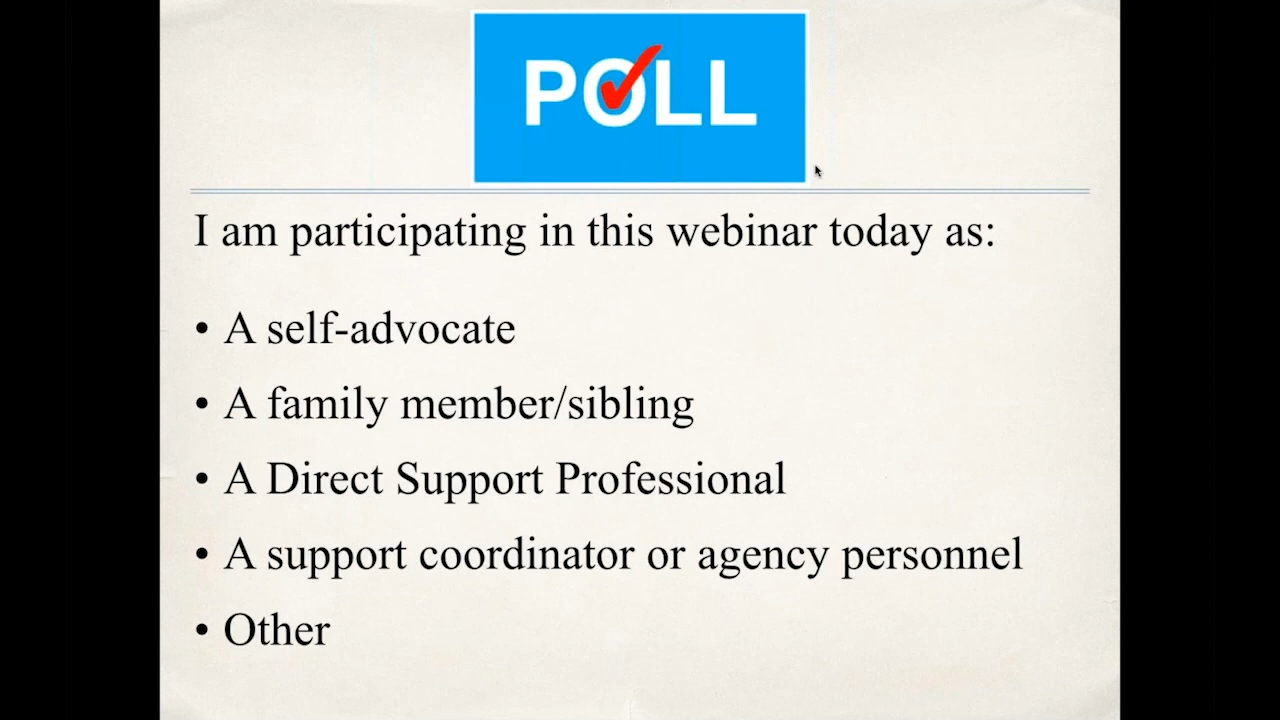 POLL
I am participating in this webinar today as:
• A self-advocate
• A family member/sibling
• A Direct Support Professional
• A support coordinator or agency personnel
• Other